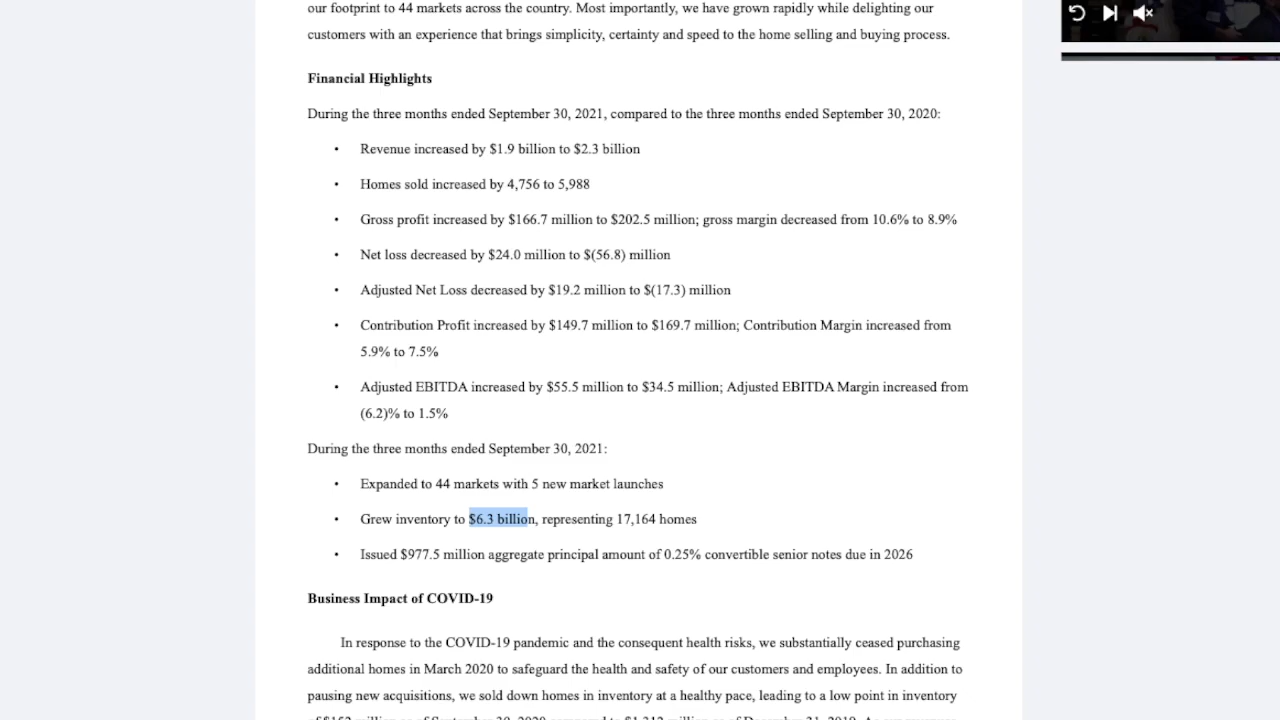 our footprint to 44 markets across the country. Most importantly, we have grown rapidly while delighting our
customers with an experience that brings simplicity, certainty and speed to the home selling and buying process.
Financial Highlights
During the three months ended September 30, 2021, compared to the three months ended September 30, 2020:
• Revenue increased by $1.9 billion to $2.3 billion
• Homes sold increased by 4,756 to 5,988
• Gross profit increased by $166.7 million to $202.5 million; gross margin decreased from 10.6% to 8.9%
• Net loss decreased by $24.0 million to $(56.8) million
• Adjusted Net Loss decreased by $19.2 million to $(17.3) million
• Contribution Profit increased by $149.7 million to $169.7 million; Contribution Margin increased from
5.9% to 7.5%
• Adjusted EBITDA increased by $55.5 million to $34.5 million; Adjusted EBITDA Margin increased from
(6.2)% to 1.5%
During the three months ended September 30, 2021:
• Expanded to 44 markets with 5 new market launches
• Grew inventory to $6.3 billion, representing 17,164 homes
• Issued $977.5 million aggregate principal amount of 0.25% convertible senior notes due in 2026
Business Impact of COVID-19
In response to the COVID-19 pandemic and the consequent health risks, we substantially ceased purchasing
additional homes in March 2020 to safeguard the health and safety of our customers and employees. In addition to
pausing new acquisitions, we sold down homes in inventory at a healthy pace, leading to a low point in inventory